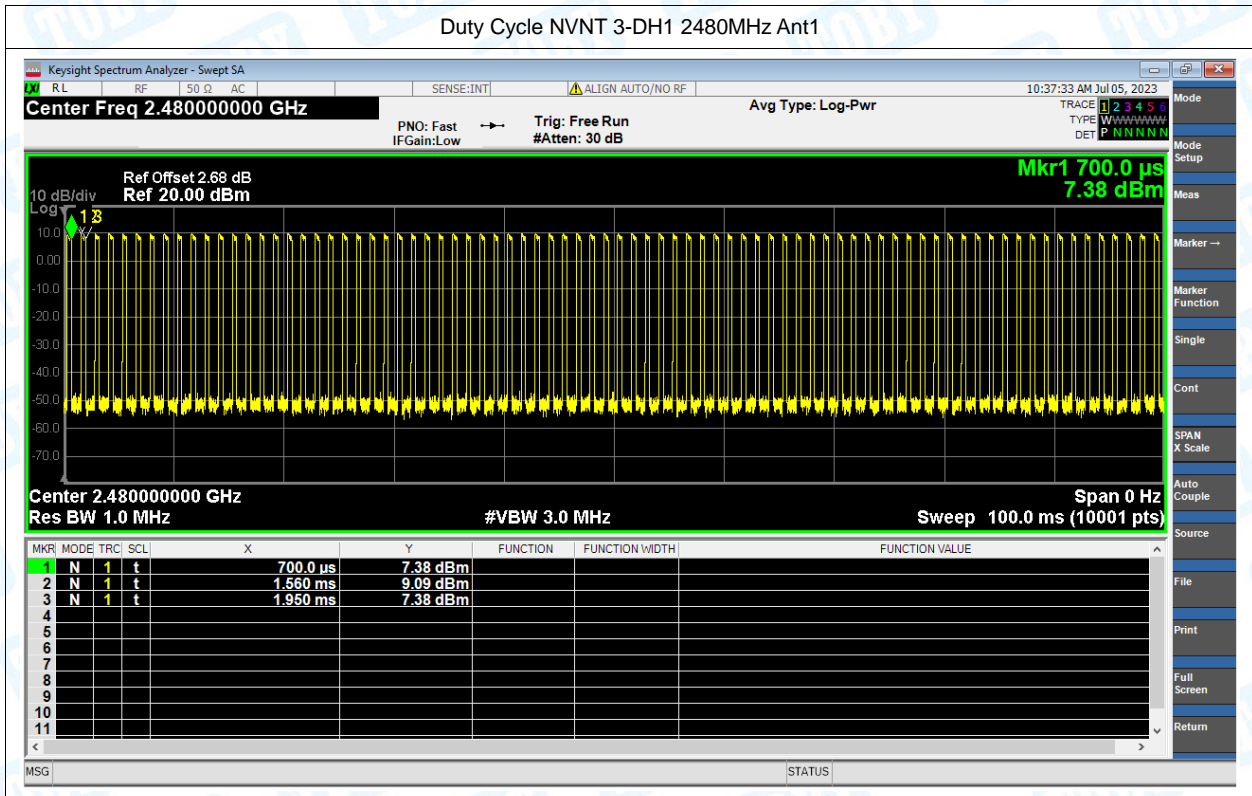 Duty Cycle NVNT 3-DH1 2480MHz Ant1
Keysight Spectrum Analyzer - Swept SA
LXI RL RF 50 Ω AC SENSE:INT ALIGN AUTO/NO RF 10:37:33 AM Jul 05, 2023
Center Freq 2.480000000 GHz
Avg Type: Log-Pwr
TRACE 1 2 3 4 5 6
TYPE WWWWWW
DET P N N N N N
PNO: Fast
IFGain:Low
Trig: Free Run
#Atten: 30 dB
Mkr1 700.0 µs
7.38 dBm
Ref Offset 2.68 dB
10 dB/div Ref 20.00 dBm
Log
1 2 3
10.0
0.00
-10.0
-20.0
-30.0
-40.0
-50.0
-60.0
-70.0
Center 2.480000000 GHz Span 0 Hz
Res BW 1.0 MHz #VBW 3.0 MHz Sweep 100.0 ms (10001 pts)
MKR MODE TRC SCL X Y FUNCTION FUNCTION WIDTH FUNCTION VALUE
1 N 1 t 700.0 µs 7.38 dBm
2 N 1 t 1.560 ms 9.09 dBm
3 N 1 t 1.950 ms 7.38 dBm
4
5
6
7
8
9
10
11
MSG STATUS
Mode
Mode
Setup
Meas
Marker →
Marker
Function
Single
Cont
SPAN
X Scale
Auto
Couple
Source
File
Print
Full
Screen
Return
TOBY